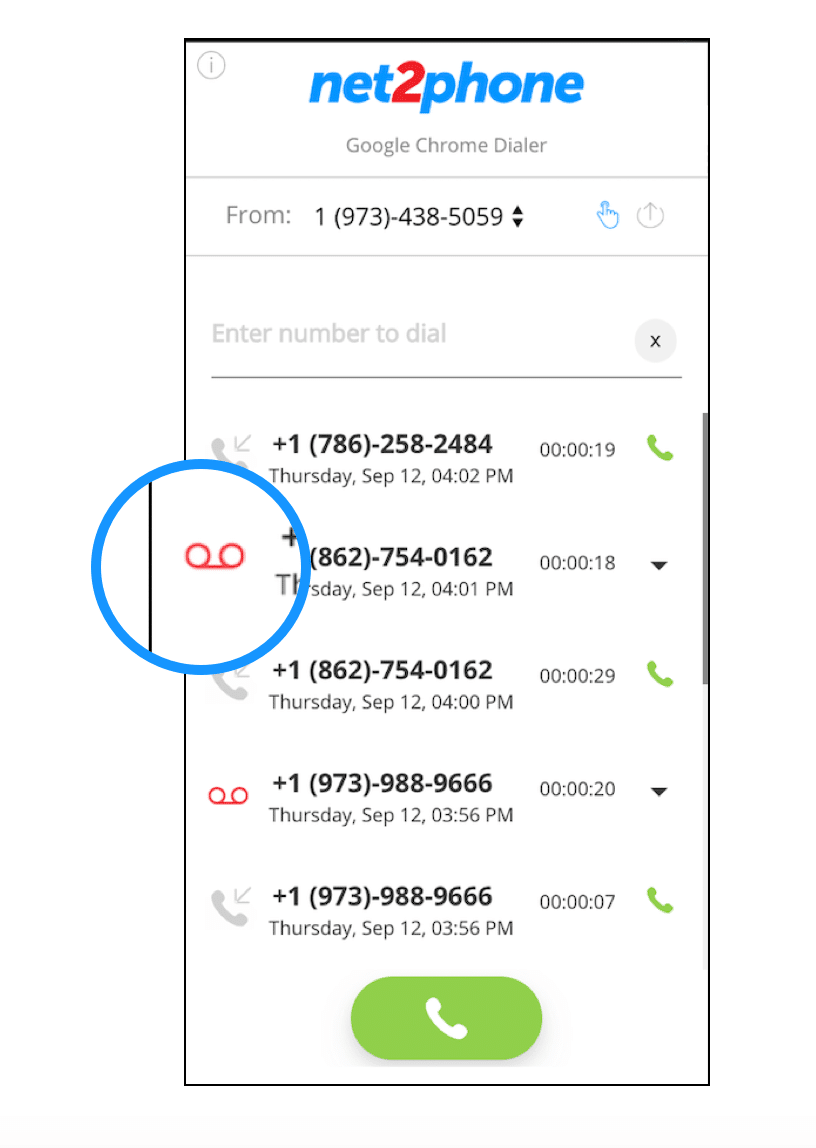 i
net2phone
Google Chrome Dialer
From: 1 (973)-438-5059
Enter number to dial
x
+1 (786)-258-2484 00:00:19
Thursday, Sep 12, 04:02 PM
+ (862)-754-0162 00:00:18
Th rsday, Sep 12, 04:01 PM
+1 (862)-754-0162 00:00:29
Thursday, Sep 12, 04:00 PM
+1 (973)-988-9666 00:00:20
Thursday, Sep 12, 03:56 PM
+1 (973)-988-9666 00:00:07
Thursday, Sep 12, 03:56 PM